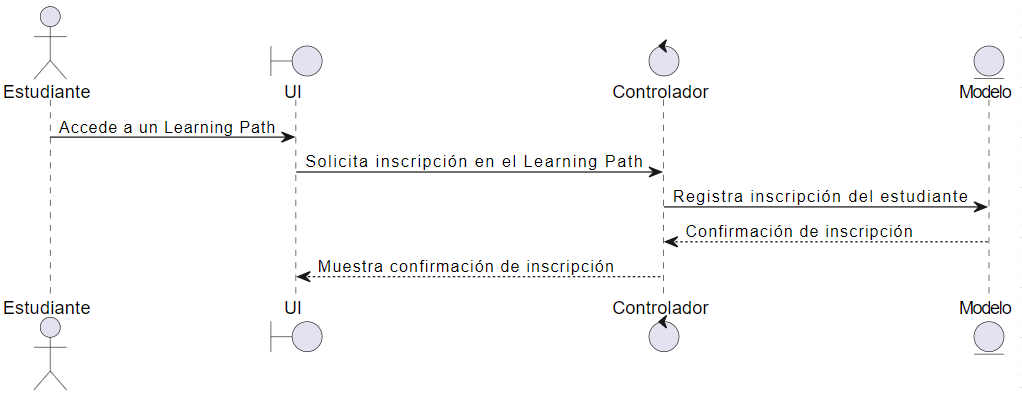 Estudiante
UI
Controlador
Modelo
Accede a un Learning Path
Solicita inscripción en el Learning Path
Registra inscripción del estudiante
Confirmación de inscripción
Muestra confirmación de inscripción
Estudiante
UI
Controlador
Modelo